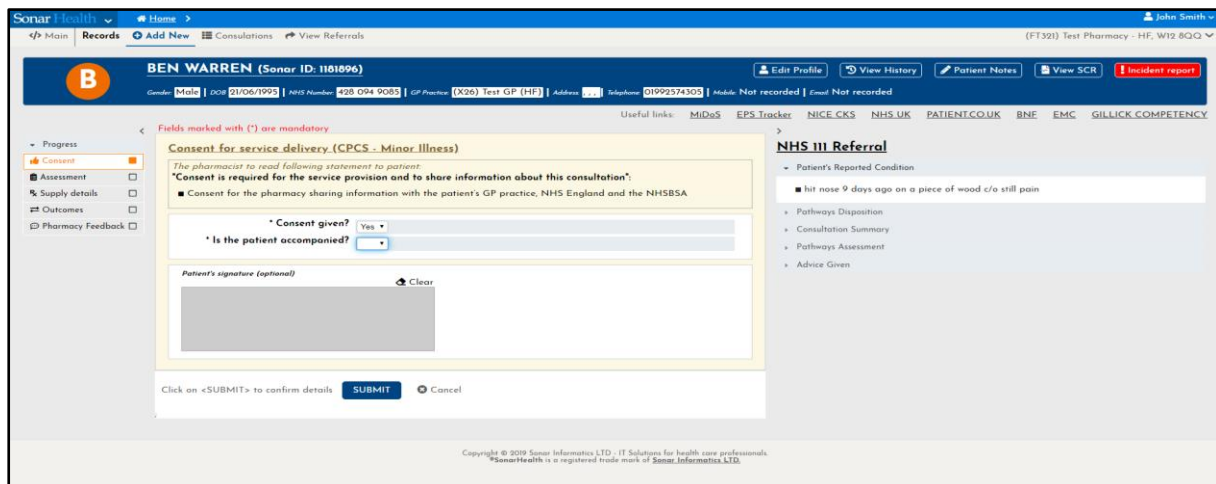 Sonar Health Home > John Smith
</> Main Records Add New Consulations View Referrals (FT321) Test Pharmacy - HF, W12 8QQ
B
BEN WARREN (Sonar ID: 1181896)
Edit Profile View History Patient Notes View SCR Incident report
Gender: Male | DOB 21/06/1995 | NHS Number: 428 094 9085 | GP Practice: (X26) Test GP (HF) | Address: , , , | Telephone: 01992574305 | Mobile: Not recorded | Email: Not recorded
Useful links: MiDoS EPS Tracker NICE CKS NHS UK PATIENT.CO.UK BNF EMC GILLICK COMPETENCY
Progress
Consent
Assessment
Supply details
Outcomes
Pharmacy Feedback
Fields marked with (*) are mandatory
Consent for service delivery (CPCS - Minor Illness)
The pharmacist to read following statement to patient:
"Consent is required for the service provision and to share information about this consultation":
Consent for the pharmacy sharing information with the patient's GP practice, NHS England and the NHSBSA
* Consent given? Yes
* Is the patient accompanied?
Patient's signature (optional)
Clear
Click on <SUBMIT> to confirm details SUBMIT Cancel
NHS 111 Referral
Patient's Reported Condition
hit nose 9 days ago on a piece of wood c/o still pain
Pathways Disposition
Consultation Summary
Pathways Assessment
Advice Given
Copyright © 2019 Sonar Informatics LTD - IT Solutions for health care professionals.
®SonarHealth is a registered trade mark of Sonar Informatics LTD.